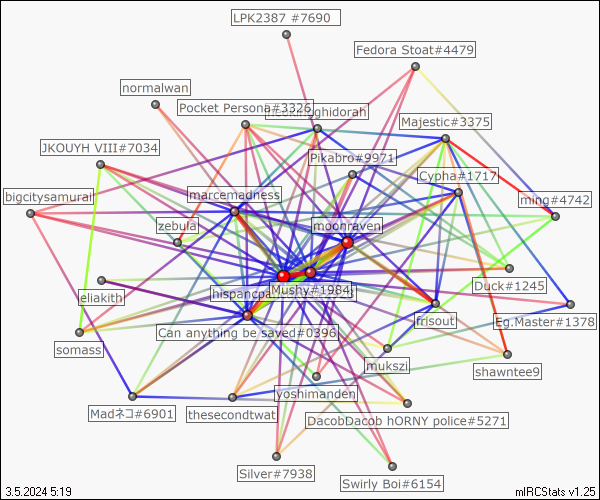 LPK2387 #7690
Fedora Stoat#4479
normalwan
Pocket Persona#3326
Majestic#3375
JKOUYH VIII#7034
Pikabro#9971
Cypha#1717
bigcitysamurai
marcemadness
ming#4742
zebula
moonraven
Duck#1245
eliakith
Mushy#1984
frisout
Eg.Master#1378
Can anything be saved#0396
somass
mukszi
shawntee9
yoshimanden
Madネコ#6901
thesecondtwat
DacobDacob hORNY police#5271
Silver#7938
Swirly Boi#6154
3.5.2024 5:19
mIRCStats v1.25